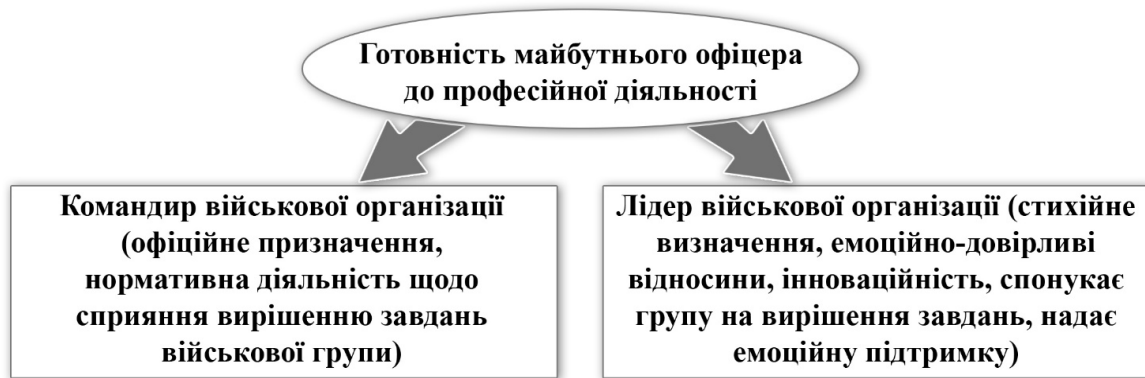 Готовність майбутнього офіцера
до професійної діяльності
Командир військової організації
(офіційне призначення,
нормативна діяльність щодо
сприяння вирішенню завдань
військової групи)
Лідер військової організації (стихійне
визначення, емоційно-довірливі
відносини, інноваційність, спонукає
групу на вирішення завдань, надає
емоційну підтримку)